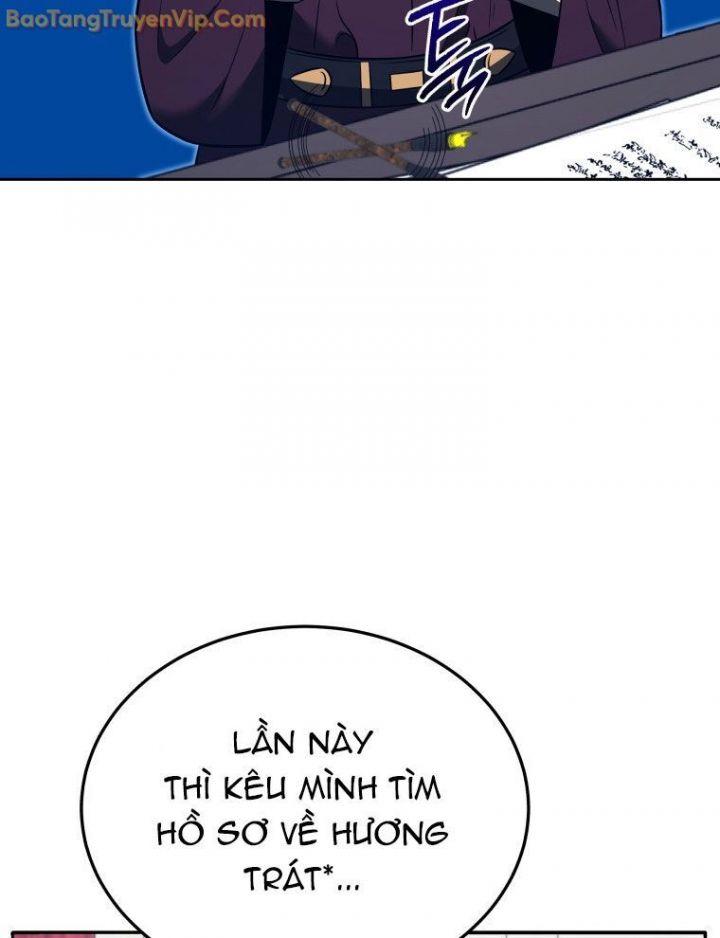 BaoTangTruyenVip.Com
LẦN NÀY
THÌ KÊU MÌNH TÌM
HỒ SƠ VỀ HƯƠNG
TRÁT*...